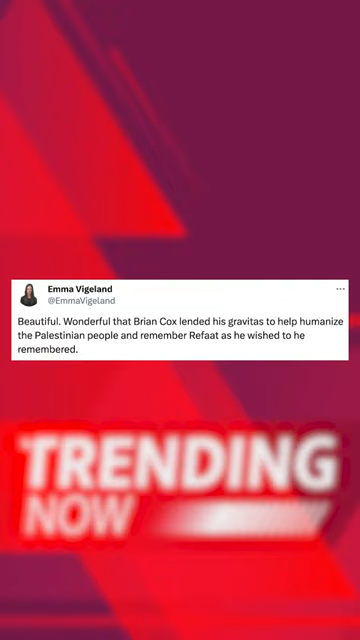 Emma Vigeland
@EmmaVigeland
Beautiful. Wonderful that Brian Cox lended his gravitas to help humanize
the Palestinian people and remember Refaat as he wished to he
remembered.
TRENDING
NOW